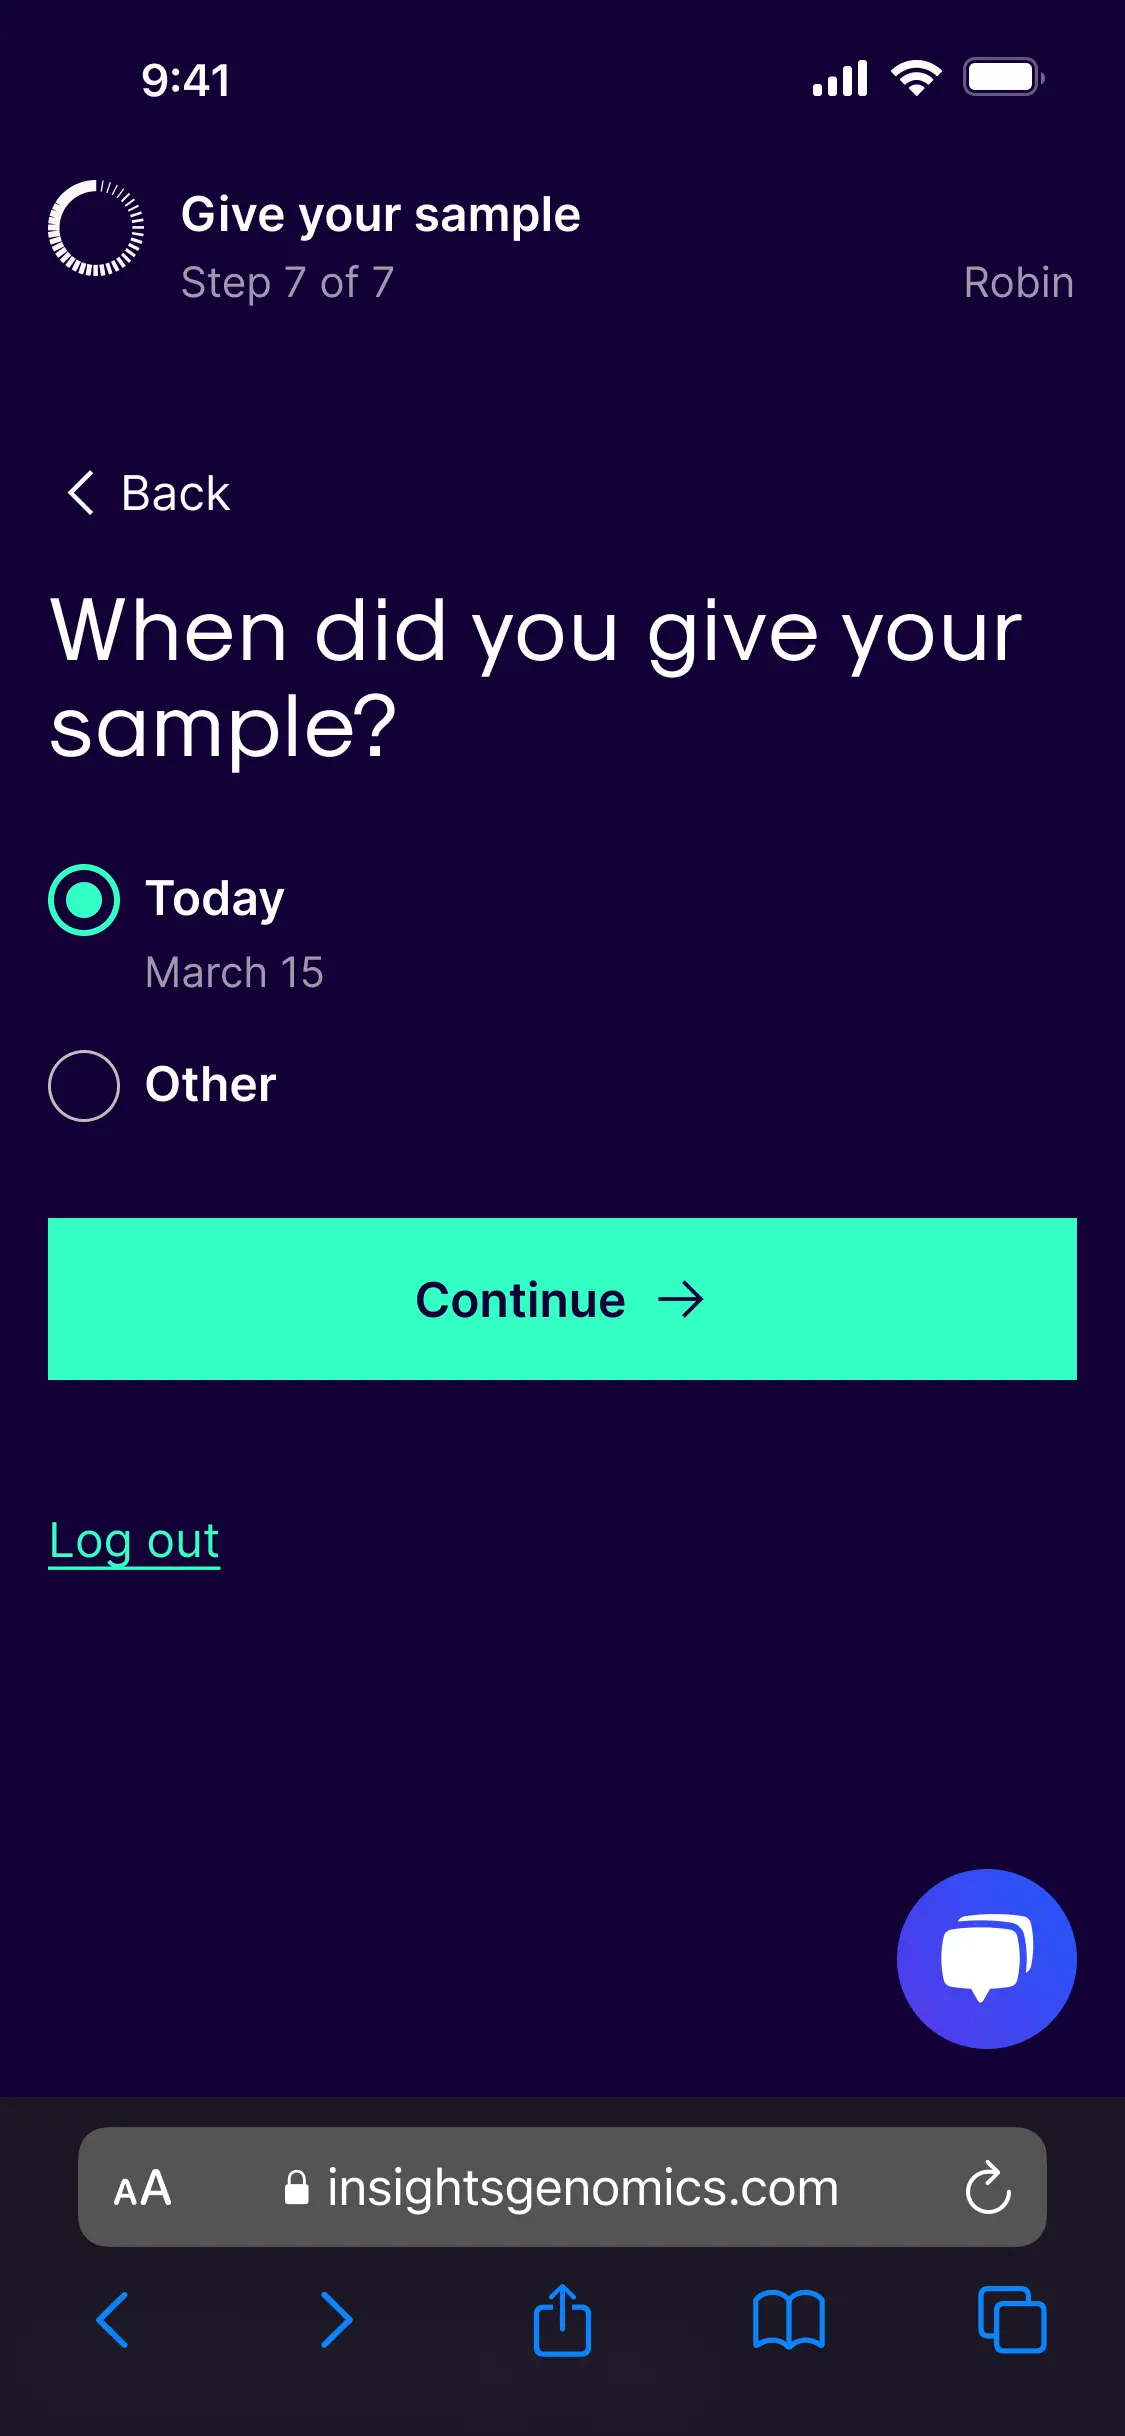 9:41
Give your sample
Step 7 of 7
Robin
Back
When did you give your
sample?
Today
March 15
Other
Continue
Log out
AA
insightsgenomics.com